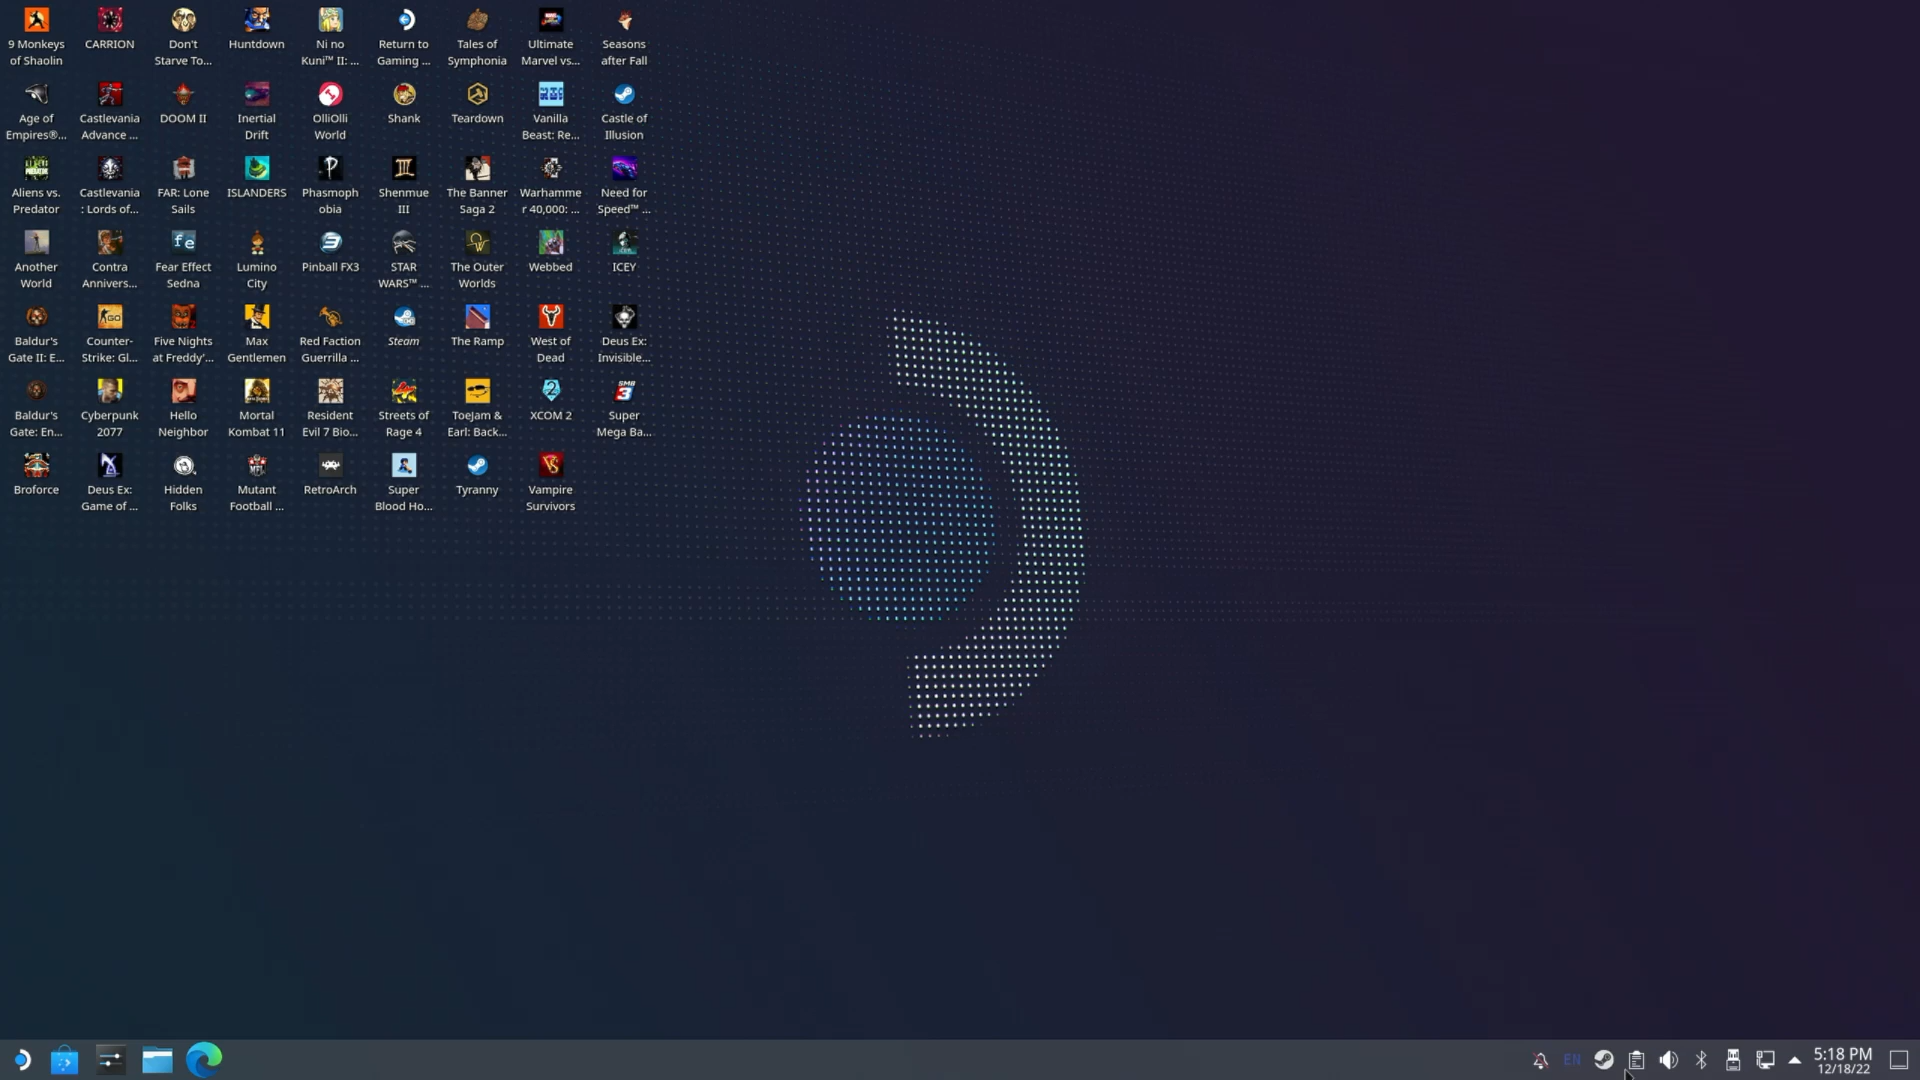 9 Monkeys
of Shaolin
CARRION
Don't
Starve To...
Huntdown
Ni no
Kuni™ II: ...
Return to
Gaming ...
Tales of
Symphonia
Ultimate
Marvel vs...
Seasons
after Fall
Age of
Empires®...
Castlevania
Advance ...
DOOM II
Inertial
Drift
OlliOlli
World
Shank
Teardown
Vanilla
Beast: Re...
Castle of
Illusion
Aliens vs.
Predator
Castlevania
: Lords of...
FAR: Lone
Sails
ISLANDERS
Phasmoph
obia
Shenmue
III
The Banner
Saga 2
Warhamme
r 40,000: ...
Need for
Speed™ ...
Another
World
Contra
Annivers...
fe
Fear Effect
Sedna
Lumino
City
Pinball FX3
STAR
WARS™ ...
The Outer
Worlds
Webbed
ICEY
Baldur's
Gate II: E...
GO
Counter-
Strike: Gl...
Five Nights
at Freddy'...
Max
Gentlemen
Red Faction
Guerrilla ...
Steam
The Ramp
West of
Dead
Deus Ex:
Invisible...
Baldur's
Gate: En...
Cyberpunk
2077
Hello
Neighbor
Mortal
Kombat 11
Resident
Evil 7 Bio...
Streets of
Rage 4
ToeJam &
Earl: Back...
2
XCOM 2
SMB
3
Super
Mega Ba...
Broforce
Deus Ex:
Game of ...
Hidden
Folks
MFL
Mutant
Football ...
RetroArch
Super
Blood Ho...
Tyranny
VS
Vampire
Survivors
EN
5:18 PM
12/18/22